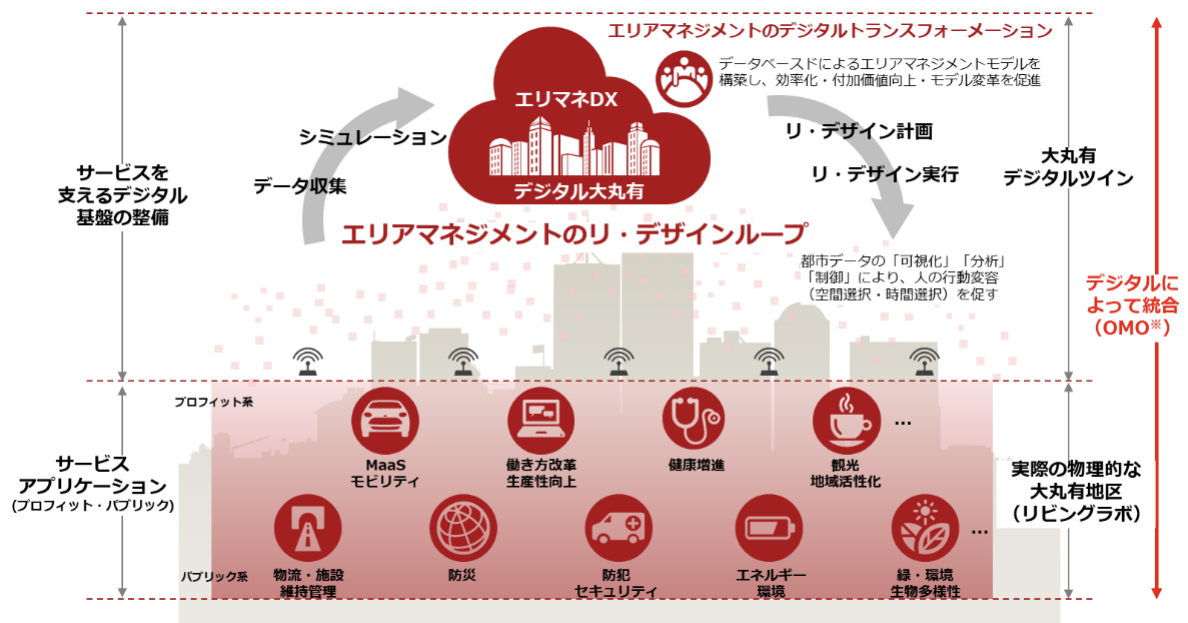 エリアマネジメントのデジタルトランスフォーメーション
データベースドによるエリアマネジメントモデルを
構築し、効率化・付加価値向上・モデル変革を促進
エリマネDX
デジタル大丸有
シミュレーション
データ収集
リ・デザイン計画
リ・デザイン実行
サービスを
支えるデジタル
基盤の整備
大丸有
デジタルツイン
エリアマネジメントのリ・デザインループ
都市データの「可視化」「分析」
「制御」により、人の行動変容
(空間選択・時間選択)を促す
デジタルに
よって統合
(OMO※)
プロフィット系
MaaS
モビリティ
働き方改革
生産性向上
健康増進
観光
地域活性化
…
サービス
アプリケーション
(プロフィット・パブリック)
実際の物理的な
大丸有地区
(リビングラボ)
パブリック系
物流・施設
維持管理
防災
防犯
セキュリティ
エネルギー
環境
緑・環境
生物多様性
…